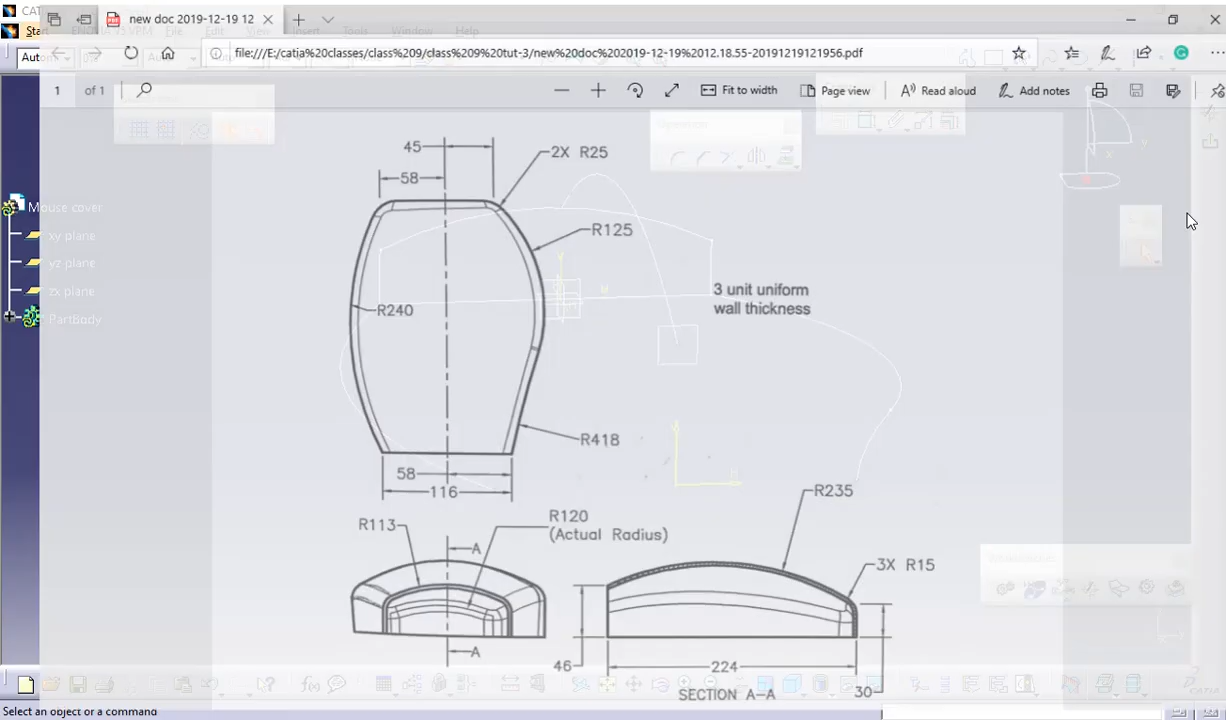 new doc 2019-12-19 12
CAT
Start
Autom
file:///E:/catia%20classes/class%209/class%209%20tut-3/new%20doc%202019-12-19%2012.18.55-20191219121956.pdf
1 of 1
Fit to width
Page view
Read aloud
Add notes
45
2X R25
58
Mouse cover
R125
xy plane
yz plane
3 unit uniform
wall thickness
zx plane
R240
PartBody
R418
58
116
R235
R113
R120
(Actual Radius)
A
3X R15
A
46
224
30
SECTION A-A
Select an object or a command